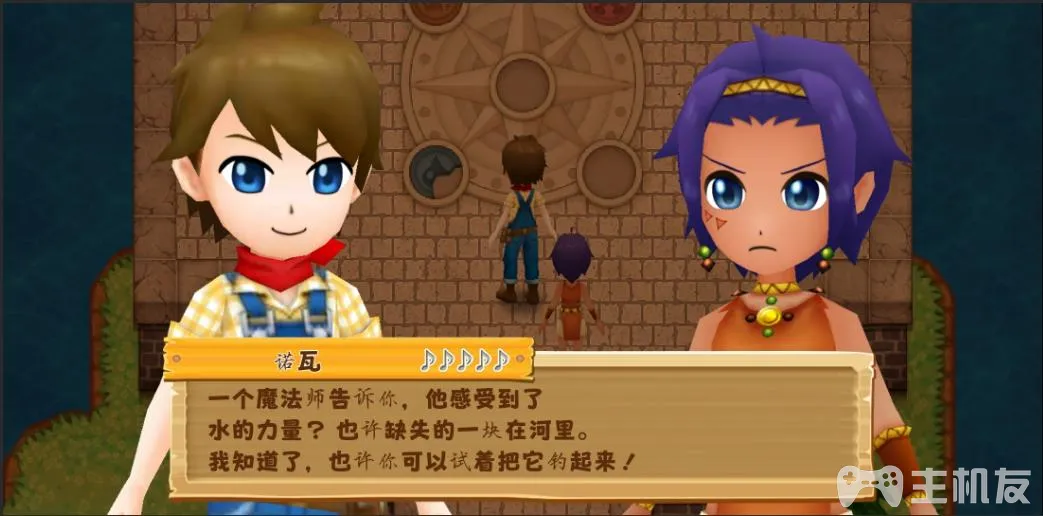 诺瓦
一个魔法师告诉你，他感受到了
水的力量？也许缺失的一块在河里。
我知道了，也许你可以试着把它钓起来！
主机友